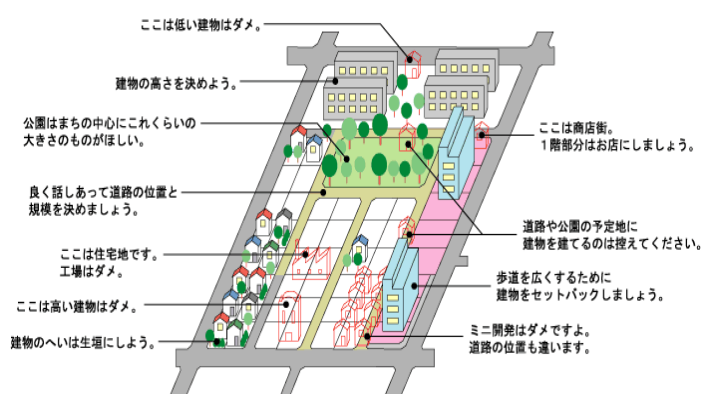 ここは低い建物はダメ。
建物の高さを決めよう。
公園はまちの中心にこれくらいの
大きさのものがほしい。
ここは商店街。
1階部分はお店にしましょう。
良く話しあって道路の位置と
規模を決めましょう。
道路や公園の予定地に
建物を建てるのは控えてください。
ここは住宅地です。
工場はダメ。
歩道を広くするために
建物をセットバックしましょう。
ここは高い建物はダメ。
ミニ開発はダメですよ。
道路の位置も違います。
建物のへいは生垣にしよう。